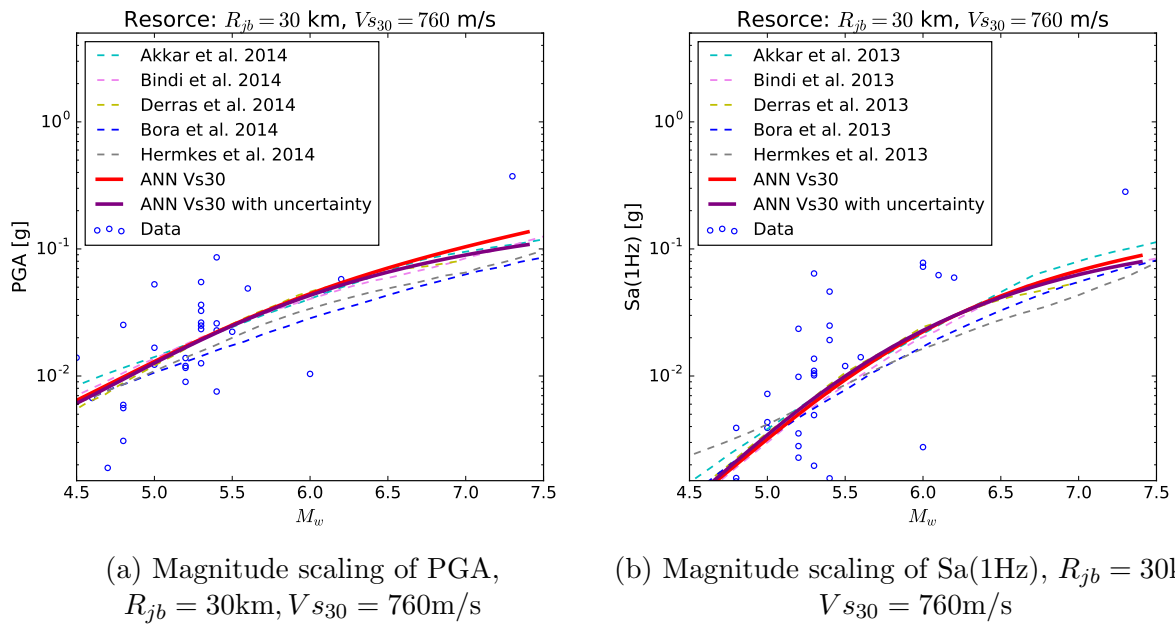 Resorce: $R_{jb} = 30$ km, $Vs_{30} = 760$ m/s
Akkar et al. 2014
Bindi et al. 2014
Derras et al. 2014
Bora et al. 2014
Hermkes et al. 2014
ANN Vs30
ANN Vs30 with uncertainty
Data
PGA [g]
10^0
10^{-1}
10^{-2}
4.5 5.0 5.5 6.0 6.5 7.0 7.5
$M_w$
(a) Magnitude scaling of PGA,
$R_{jb} = 30$km, $Vs_{30} = 760$m/s
Resorce: $R_{jb} = 30$ km, $Vs_{30} = 760$ m/s
Akkar et al. 2013
Bindi et al. 2013
Derras et al. 2013
Bora et al. 2013
Hermkes et al. 2013
ANN Vs30
ANN Vs30 with uncertainty
Data
Sa(1Hz) [g]
10^0
10^{-1}
10^{-2}
4.5 5.0 5.5 6.0 6.5 7.0 7.5
$M_w$
(b) Magnitude scaling of Sa(1Hz), $R_{jb} = 30$k
$Vs_{30} = 760$m/s